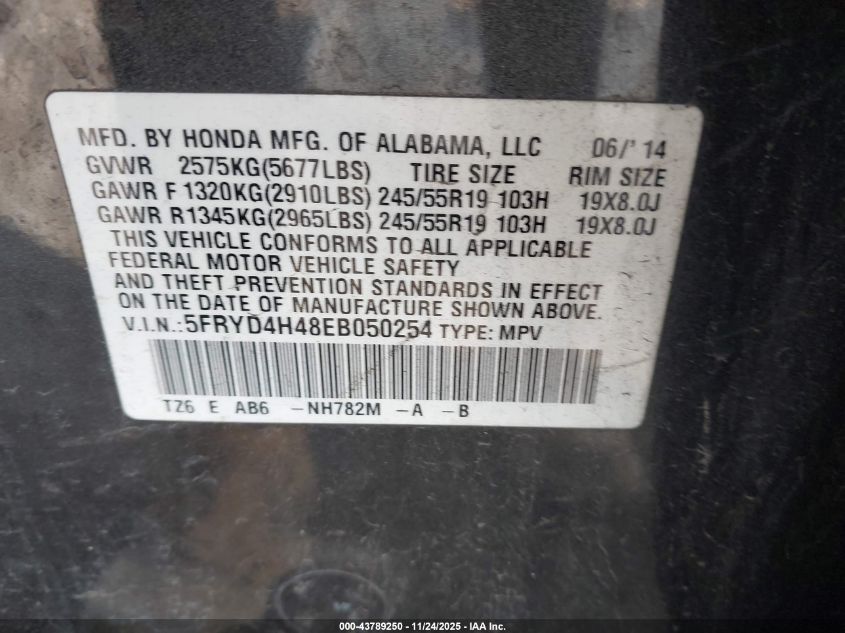 MFD. BY HONDA MFG. OF ALABAMA, LLC 06/'14
GVWR 2575KG(5677LBS) TIRE SIZE RIM SIZE
GAWR F 1320KG(2910LBS) 245/55R19 103H 19X8.0J
GAWR R1345KG(2965LBS) 245/55R19 103H 19X8.0J
THIS VEHICLE CONFORMS TO ALL APPLICABLE
FEDERAL MOTOR VEHICLE SAFETY
AND THEFT PREVENTION STANDARDS IN EFFECT
ON THE DATE OF MANUFACTURE SHOWN ABOVE.
V.I.N.:5FRYD4H48EB050254 TYPE: MPV
TZ6 E AB6 -NH782M -A -B
000-43789250 - 11/24/2025 - IAA Inc.